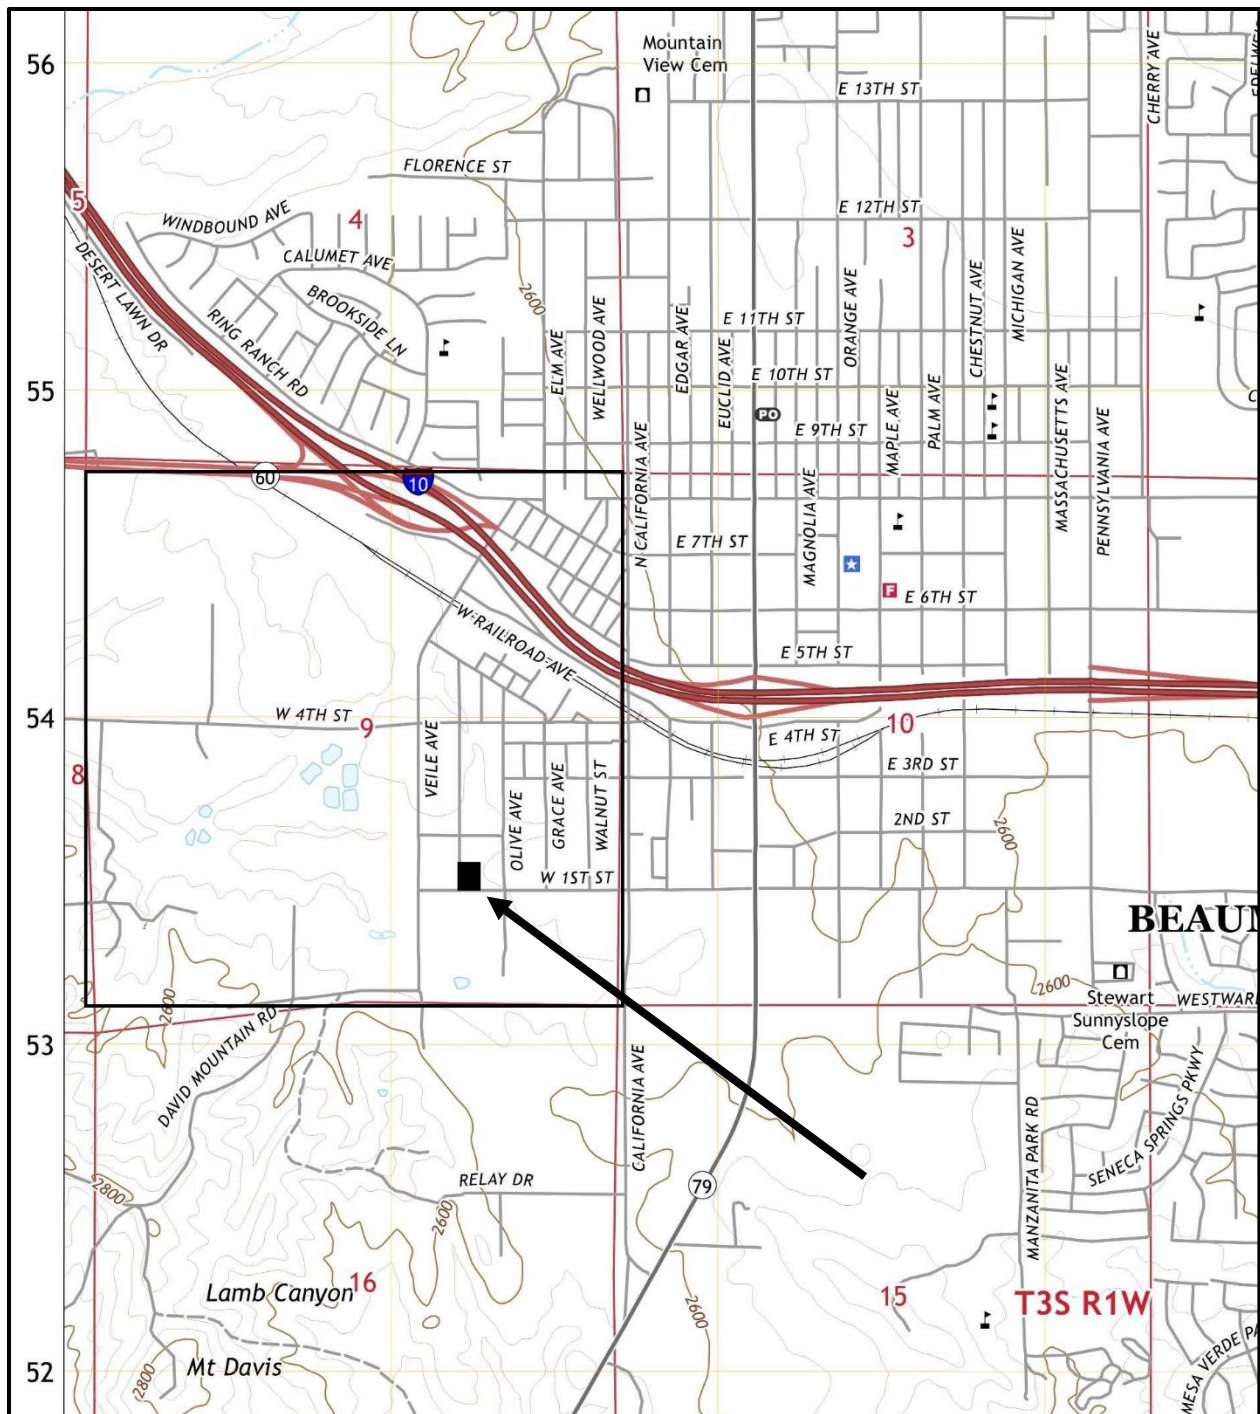 56
Mountain
View Cem
E 13TH ST
CHERRY AVE
FLORENCE ST
5
WINDBOUND AVE
4
E 12TH ST
3
CALUMET AVE
DESERT LAWN DR
BROOKSIDE LN
RING RANCH RD
2600
ELM AVE
WELLWOOD AVE
EDGAR AVE
EUCLID AVE
E 11TH ST
ORANGE AVE
CHESTNUT AVE
MICHIGAN AVE
55
E 10TH ST
PO
E 9TH ST
MAPLE AVE
PALM AVE
MASSACHUSETTS AVE
PENNSYLVANIA AVE
N CALIFORNIA AVE
60
10
MAGNOLIA AVE
E 7TH ST
F
E 6TH ST
W RAILROAD AVE
E 5TH ST
54
W 4TH ST
9
10
E 4TH ST
8
VEILE AVE
E 3RD ST
OLIVE AVE
GRACE AVE
WALNUT ST
2ND ST
2600
W 1ST ST
BEAU
2600
2600
Stewart
Sunnyslope
Cem
WESTWAR
53
DAVID MOUNTAIN RD
CALIFORNIA AVE
MANZANITA PARK RD
SENECA SPRINGS PKWY
2800
RELAY DR
79
2600
Lamb Canyon
16
2600
15
T3S R1W
52
Mt Davis
2800
MESA VERDE PA